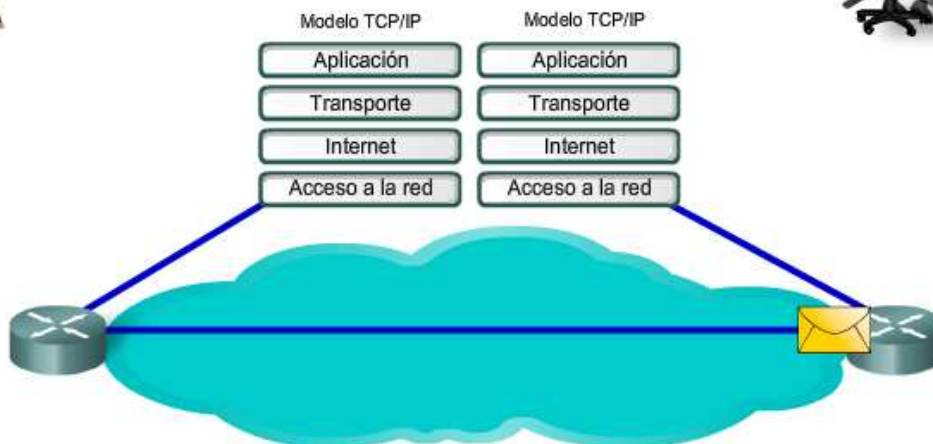 Modelo TCP/IP
Modelo TCP/IP
Aplicación
Aplicación
Transporte
Transporte
Internet
Internet
Acceso a la red
Acceso a la red